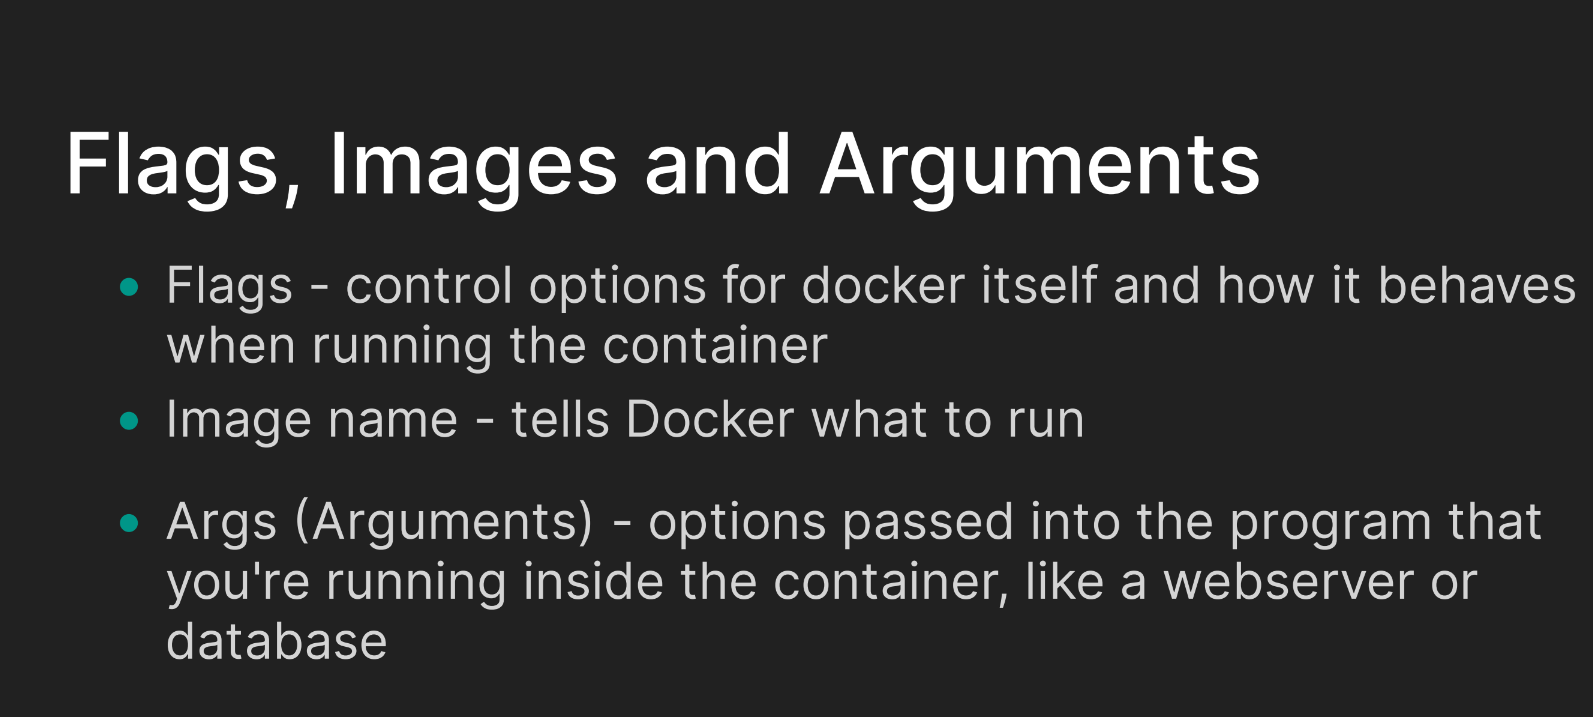 Flags, Images and Arguments
Flags - control options for docker itself and how it behaves
when running the container
Image name - tells Docker what to run
Args (Arguments) - options passed into the program that
you're running inside the container, like a webserver or
database